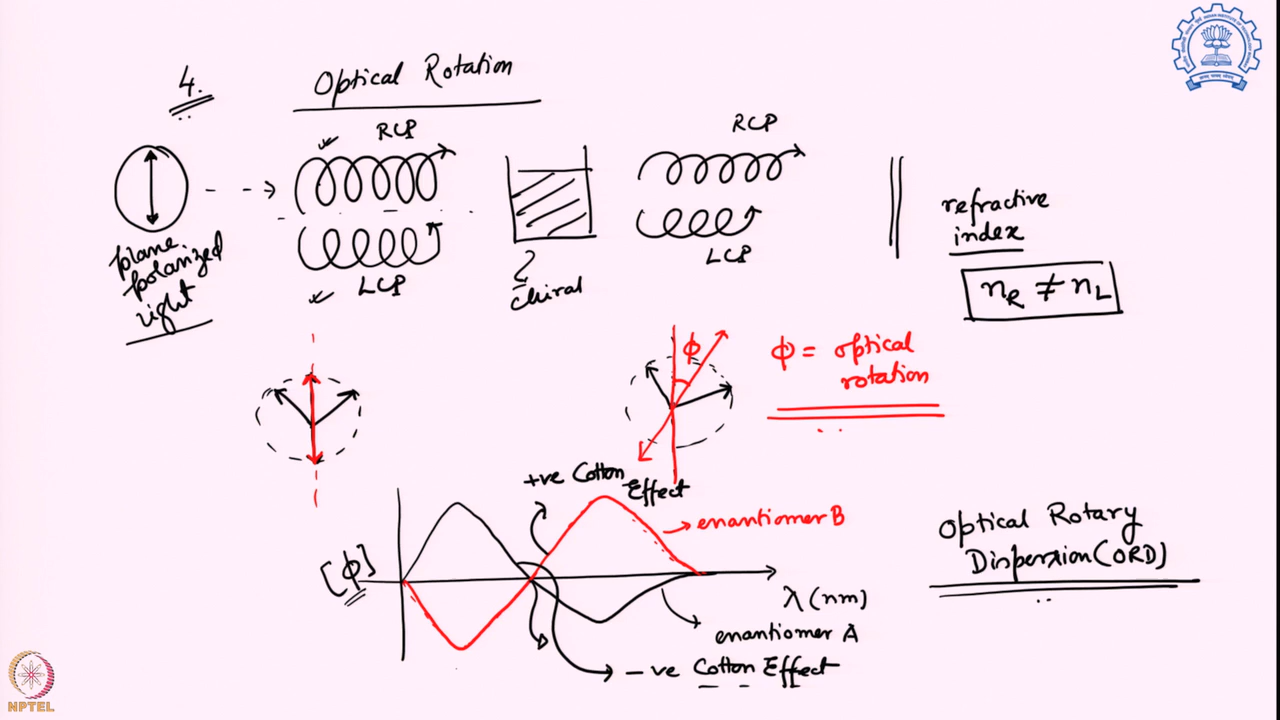 4.
Optical Rotation
RCP
RCP
plane
polarized
light
LCP
LCP
chiral
refractive
index
nR ≠ nL
ϕ
ϕ = optical
rotation
+ve Cotton
Effect
enantiomer B
[ϕ]
λ (nm)
enantiomer A
-ve Cotton Effect
Optical Rotary
Dispersion (ORD)
NPTEL